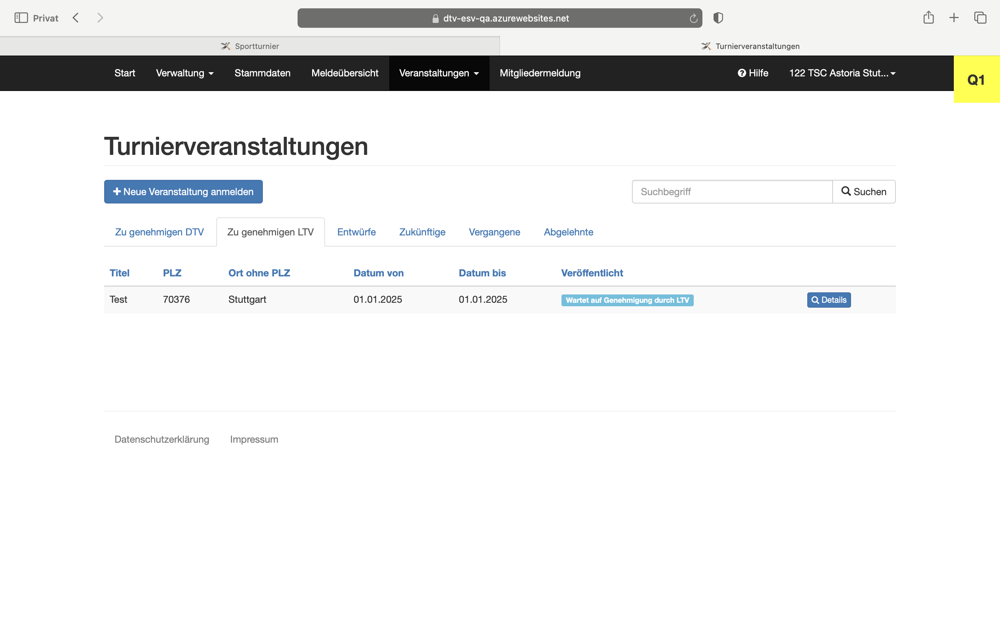 Privat
dtv-esv-qa.azurewebsites.net
Sportturnier
Turnierveranstaltungen
Start Verwaltung Stammdaten Meldeübersicht Veranstaltungen Mitgliedermeldung Hilfe 122 TSC Astoria Stut...
Q1
Turnierveranstaltungen
Neue Veranstaltung anmelden
Suchbegriff Suchen
Zu genehmigen DTV Zu genehmigen LTV Entwürfe Zukünftige Vergangene Abgelehnte
Titel PLZ Ort ohne PLZ Datum von Datum bis Veröffentlicht
Test 70376 Stuttgart 01.01.2025 01.01.2025 Wartet auf Genehmigung durch LTV Details
Datenschutzerklärung Impressum